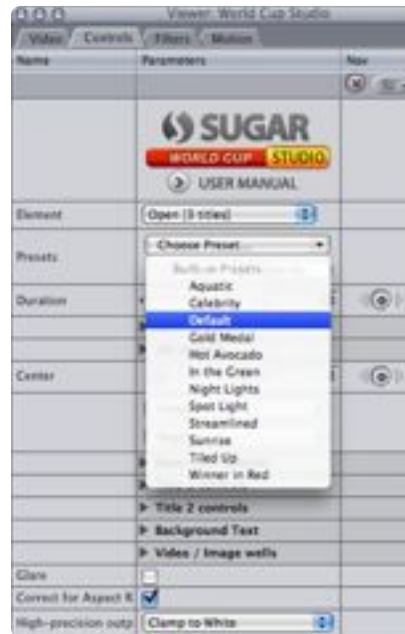 Viewer: World Cup Studio
Video Controls Filters Motion
Name Parameters Nav
SUGAR
WORLD CUP STUDIO
USER MANUAL
Element Open (3 titles)
Presets Choose Preset...
Built-in Presets
Aquatic
Celebrity
Duration
Default
Gold Medal
Hot Avocado
Center In the Green
Night Lights
Spot Light
Streamlined
Sunrise
Tiled Up
Winner in Red
Title 2 controls
Background Text
Video / Image wells
Glare
Correct for Aspect R
High-precision outp Clamp to White